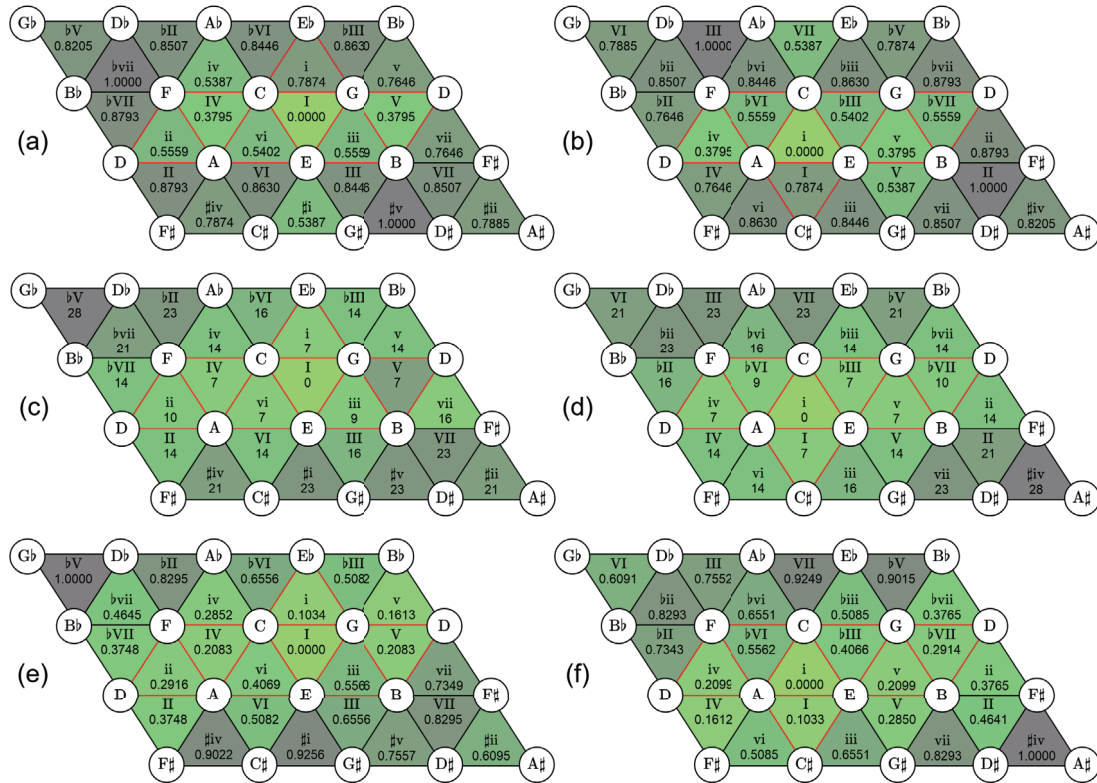 G♭ D♭ A♭ E♭ B♭
♭V ♭II ♭VI ♭III
0.8205 0.8507 0.8446 0.8630
♭vii iv i v
1.0000 0.5387 0.7874 0.7646
B♭ F C G D
♭VII IV I V
0.8793 0.3795 0.0000 0.3795
(a)
ii vi iii vii
0.5559 0.5402 0.5559 0.7646
D A E B F♯
II VI III VII
0.8793 0.8630 0.8446 0.8507
♯iv ♯i ♯v ♯ii
0.7874 0.5387 1.0000 0.7885
F♯ C♯ G♯ D♯ A♯
G♭ D♭ A♭ E♭ B♭
VI III VII ♭V
0.7885 1.0000 0.5387 0.7874
♭ii ♭vi ♭iii ♭vii
0.8507 0.8446 0.8630 0.8793
B♭ F C G D
♭II ♭VI ♭III ♭VII
0.7646 0.5559 0.5402 0.5559
(b)
iv i v ii
0.3795 0.0000 0.3795 0.8793
D A E B F♯
IV I V II
0.7646 0.7874 0.5387 1.0000
vi iii vii ♯iv
0.8630 0.8446 0.8507 0.8205
F♯ C♯ G♯ D♯ A♯
G♭ D♭ A♭ E♭ B♭
♭V ♭II ♭VI ♭III
28 23 16 14
♭vii iv i v
21 14 7 14
B♭ F C G D
♭VII IV I V
14 7 0 7
(c)
ii vi iii vii
10 7 9 16
D A E B F♯
II VI III VII
14 14 16 23
♯iv ♯i ♯v ♯ii
21 23 23 21
F♯ C♯ G♯ D♯ A♯
G♭ D♭ A♭ E♭ B♭
VI III VII ♭V
21 23 23 21
♭ii ♭vi ♭iii ♭vii
23 16 14 14
B♭ F C G D
♭II ♭VI ♭III ♭VII
16 9 7 10
(d)
iv i v ii
7 0 7 14
D A E B F♯
IV I V II
14 7 14 21
vi iii vii ♯iv
14 16 23 28
F♯ C♯ G♯ D♯ A♯
G♭ D♭ A♭ E♭ B♭
♭V ♭II ♭VI ♭III
1.0000 0.8295 0.6556 0.5082
♭vii iv i v
0.4645 0.2852 0.1034 0.1613
B♭ F C G D
♭VII IV I V
0.3748 0.2083 0.0000 0.2083
(e)
ii vi iii vii
0.2916 0.4069 0.5566 0.7349
D A E B F♯
II VI III VII
0.3748 0.5082 0.6556 0.8295
♯iv ♯i ♯v ♯ii
0.9022 0.9256 0.7557 0.6095
F♯ C♯ G♯ D♯ A♯
G♭ D♭ A♭ E♭ B♭
VI III VII ♭V
0.6091 0.7552 0.9249 0.9015
♭ii ♭vi ♭iii ♭vii
0.8293 0.6551 0.5085 0.3765
B♭ F C G D
♭II ♭VI ♭III ♭VII
0.7343 0.5562 0.4066 0.2914
(f)
iv i v ii
0.2099 0.0000 0.2099 0.3765
D A E B F♯
IV I V II
0.1612 0.1033 0.2850 0.4641
vi iii vii ♯iv
0.5085 0.6551 0.8293 1.0000
F♯ C♯ G♯ D♯ A♯